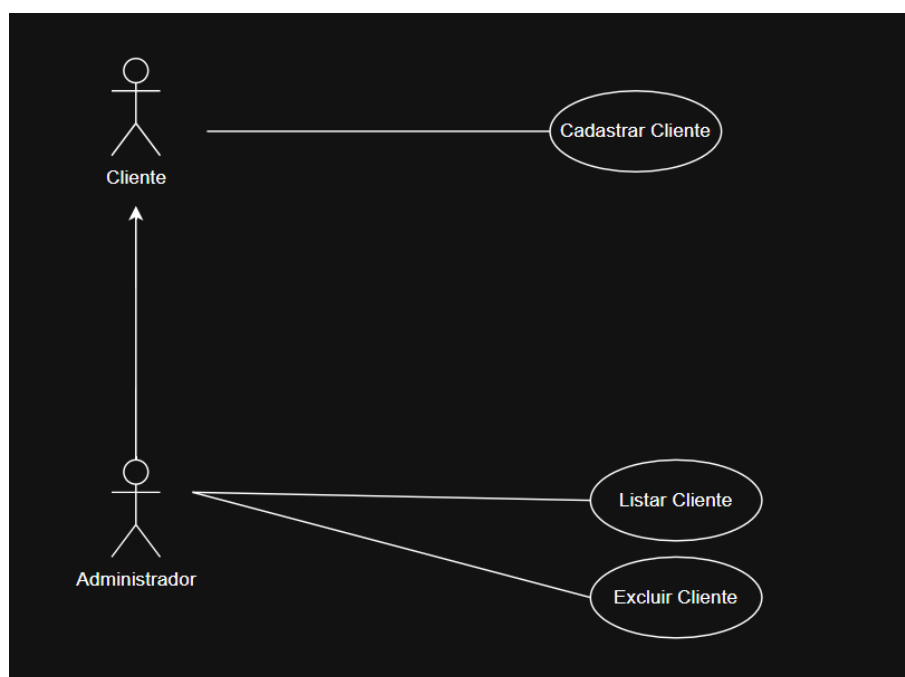 Cadastrar Cliente
Cliente
Listar Cliente
Administrador
Excluir Cliente